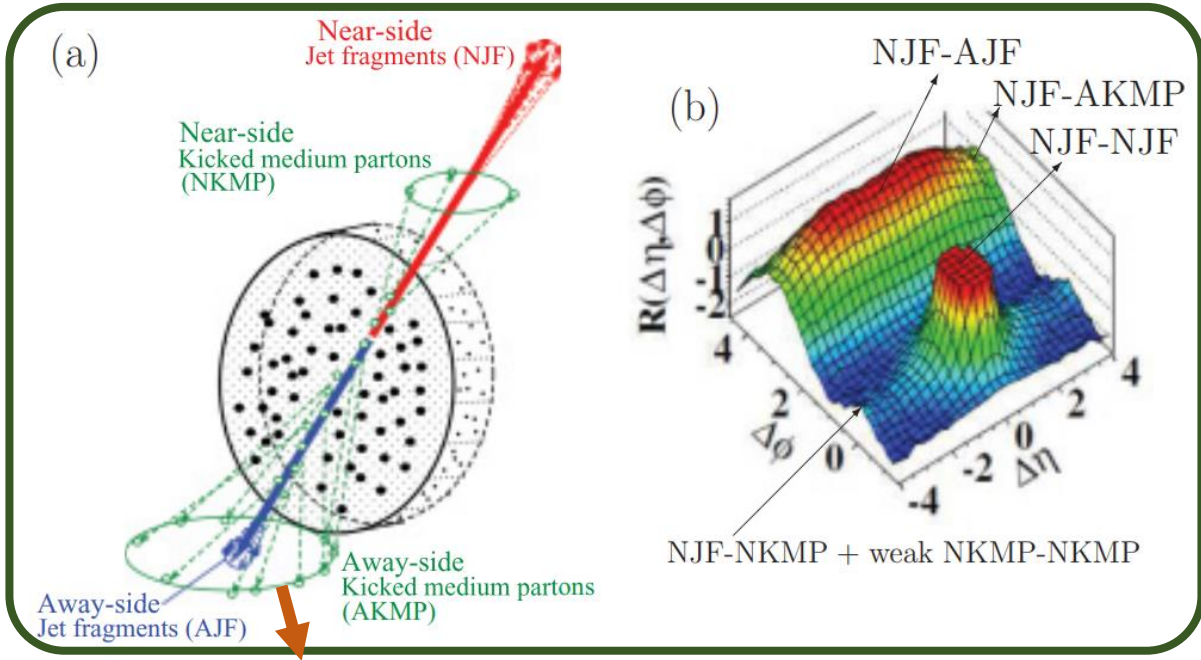 (a)
Near-side
Jet fragments (NJF)
Near-side
Kicked medium partons
(NKMP)
Away-side
Kicked medium partons
(AKMP)
Away-side
Jet fragments (AJF)
(b)
NJF-AJF
NJF-AKMP
NJF-NJF
R(Δη,Δϕ)
1
0
-1
-2
4
2
0
Δϕ
-4
-2
0
2
4
Δη
NJF-NKMP + weak NKMP-NKMP